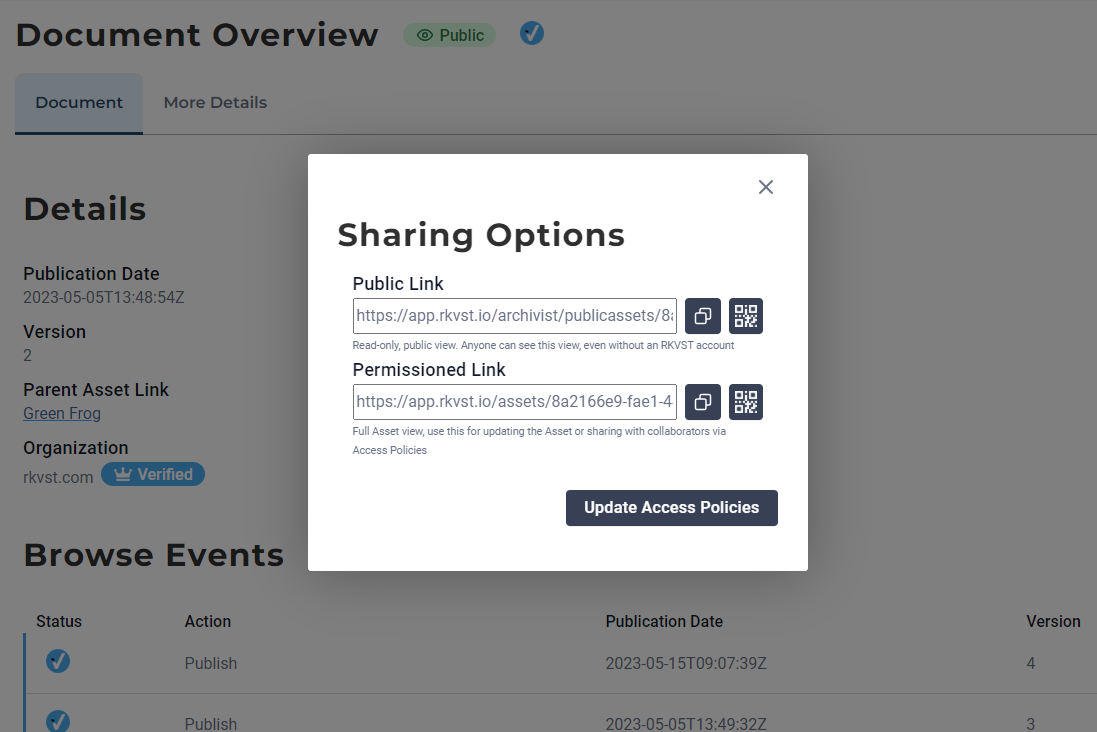 Document Overview
Public
Document
More Details
Details
Publication Date
2023-05-05T13:48:54Z
Version
2
Parent Asset Link
Green Frog
Organization
rkvst.com
Verified
Sharing Options
Public Link
https://app.rkvst.io/archivist/publicassets/8a
Read-only, public view. Anyone can see this view, even without an RKVST account
Permissioned Link
https://app.rkvst.io/assets/8a2166e9-fae1-4
Full Asset view, use this for updating the Asset or sharing with collaborators via
Access Policies
Update Access Policies
Browse Events
Status Action Publication Date Version
Publish 2023-05-15T09:07:39Z 4
Publish 2023-05-05T13:49:32Z 3